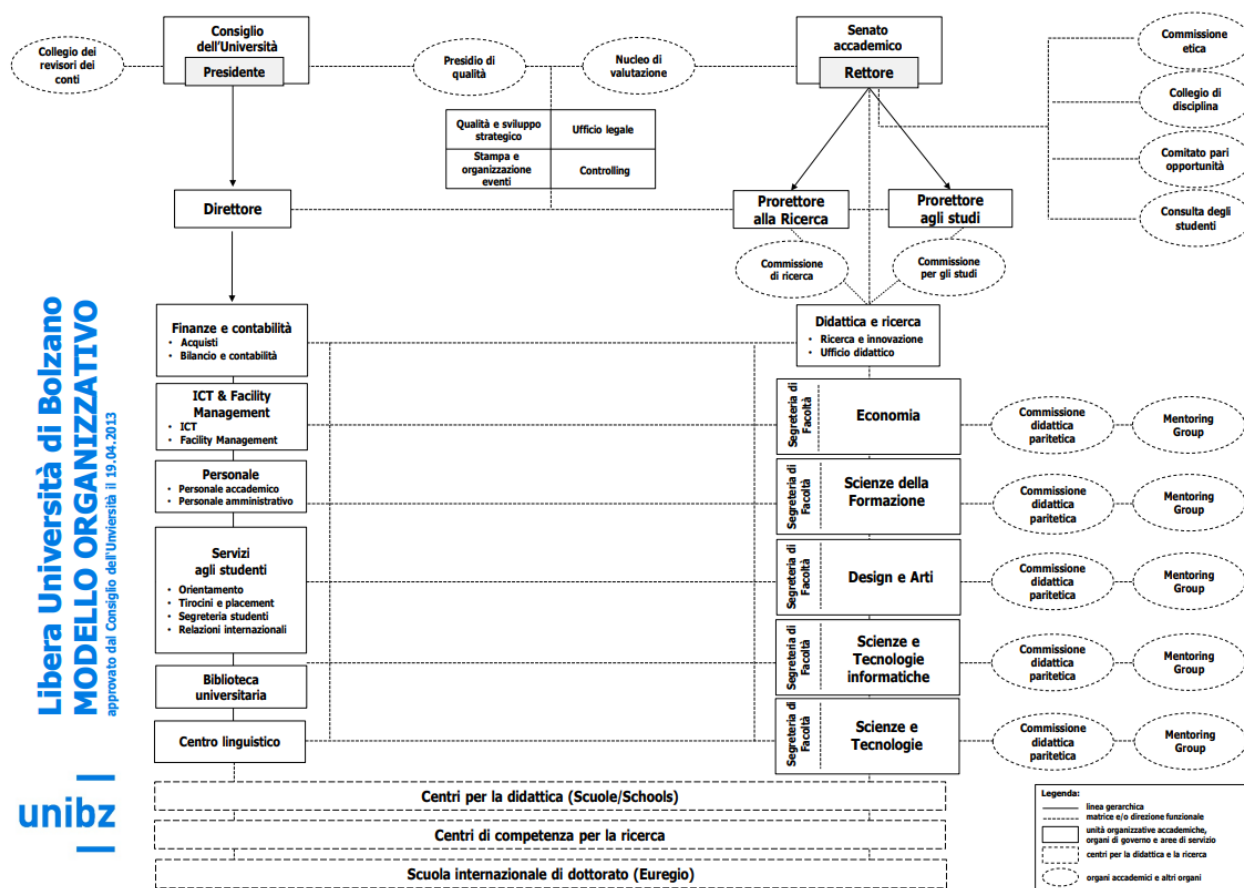 Consiglio
dell'Università
Presidente
Collegio dei
revisori dei
conti
Presidio di
qualità
Nucleo di
valutazione
Senato
accademico
Rettore
Commissione
etica
Collegio di
disciplina
Comitato pari
opportunità
Consulta degli
studenti
Qualità e sviluppo
strategico
Ufficio legale
Stampa e
organizzazione
eventi
Controlling
Direttore
Prorettore
alla Ricerca
Prorettore
agli studi
Commissione
di ricerca
Commissione
per gli studi
Libera Università di Bolzano
MODELLO ORGANIZZATIVO
approvato dal Consiglio dell'Unviersità il 19.04.2013
Finanze e contabilità
• Acquisti
• Bilancio e contabilità
Didattica e ricerca
• Ricerca e innovazione
• Ufficio didattico
ICT & Facility
Management
• ICT
• Facility Management
Segreteria di
Facoltà
Economia
Commissione
didattica
paritetica
Mentoring
Group
Personale
• Personale accademico
• Personale amministrativo
Segreteria di
Facoltà
Scienze della
Formazione
Commissione
didattica
paritetica
Mentoring
Group
Servizi
agli studenti
• Orientamento
• Tirocini e placement
• Segreteria studenti
• Relazioni internazionali
Segreteria di
Facoltà
Design e Arti
Commissione
didattica
paritetica
Mentoring
Group
Biblioteca
universitaria
Segreteria di
Facoltà
Scienze e
Tecnologie
informatiche
Commissione
didattica
paritetica
Mentoring
Group
Centro linguistico
Segreteria di
Facoltà
Scienze e
Tecnologie
Commissione
didattica
paritetica
Mentoring
Group
unibz
Centri per la didattica (Scuole/Schools)
Centri di competenza per la ricerca
Scuola internazionale di dottorato (Euregio)
Legenda:
linea gerarchica
matrice e/o direzione funzionale
unità organizzative accademiche,
organi di governo e aree di servizio
centri per la didattica e la ricerca
organi accademici e altri organi